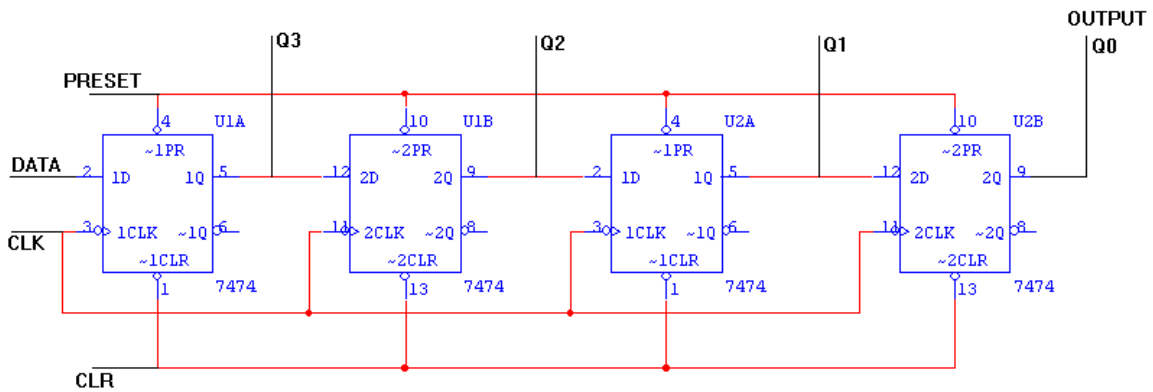 OUTPUT
Q3
Q2
Q1
Q0
PRESET
4 U1A
10 U1B
4 U2A
10 U2B
~1PR
~2PR
~1PR
~2PR
DATA
2 1D 1Q 5
12 2D 2Q 9
2 1D 1Q 5
12 2D 2Q 9
CLK
3 1CLK ~1Q 6
11 2CLK ~2Q 8
3 1CLK ~1Q 6
11 2CLK ~2Q 8
~1CLR
~2CLR
~1CLR
~2CLR
1 7474
13 7474
1 7474
13 7474
CLR